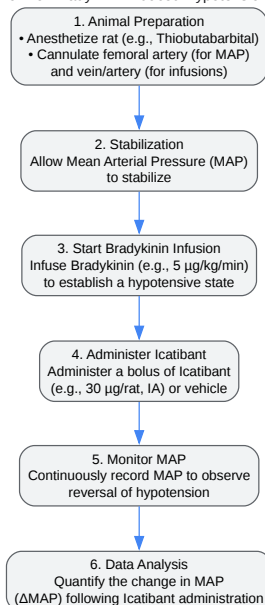 1. Animal Preparation
• Anesthetize rat (e.g., Thiobutabarbital)
• Cannulate femoral artery (for MAP)
and vein/artery (for infusions)
2. Stabilization
Allow Mean Arterial Pressure (MAP)
to stabilize
3. Start Bradykinin Infusion
Infuse Bradykinin (e.g., 5 µg/kg/min)
to establish a hypotensive state
4. Administer Icatibant
Administer a bolus of Icatibant
(e.g., 30 µg/rat, IA) or vehicle
5. Monitor MAP
Continuously record MAP to observe
reversal of hypotension
6. Data Analysis
Quantify the change in MAP
(ΔMAP) following Icatibant administration